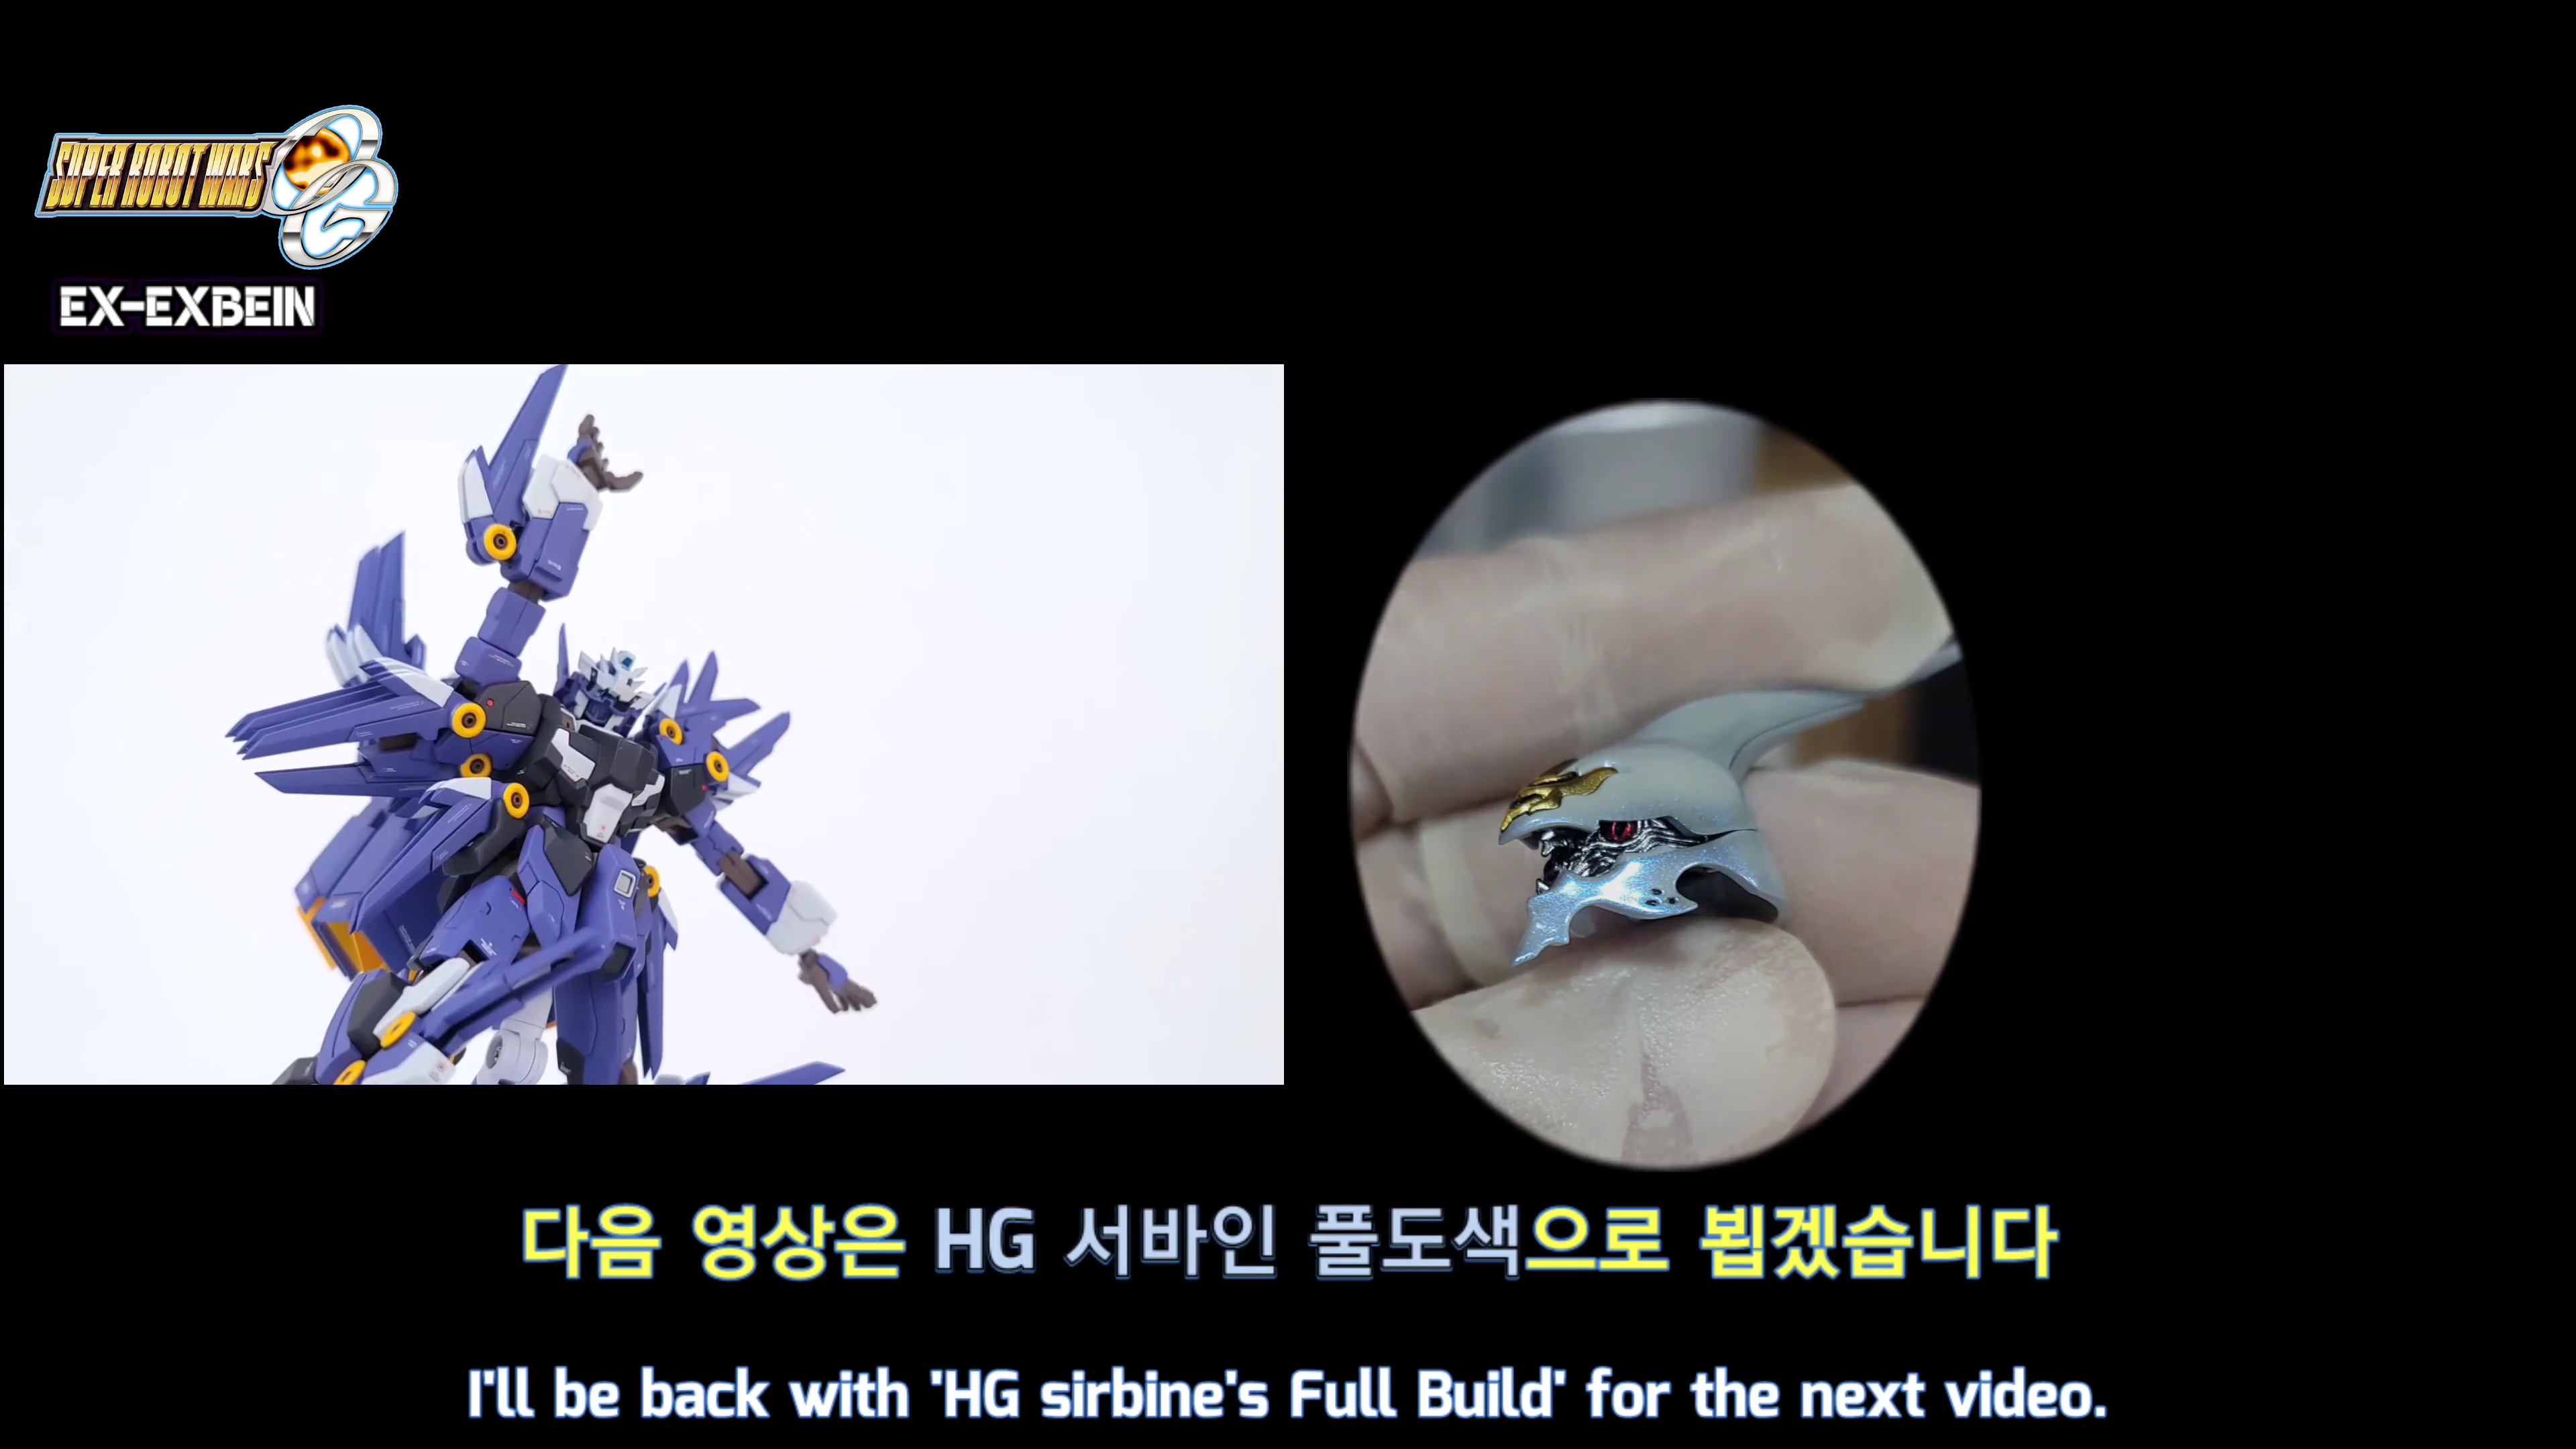 SUPER ROBOT WARS OG
EX-EXBEIN
다음 영상은 HG 서바인 풀도색으로 뵙겠습니다
I'll be back with 'HG sirbine's Full Build' for the next video.